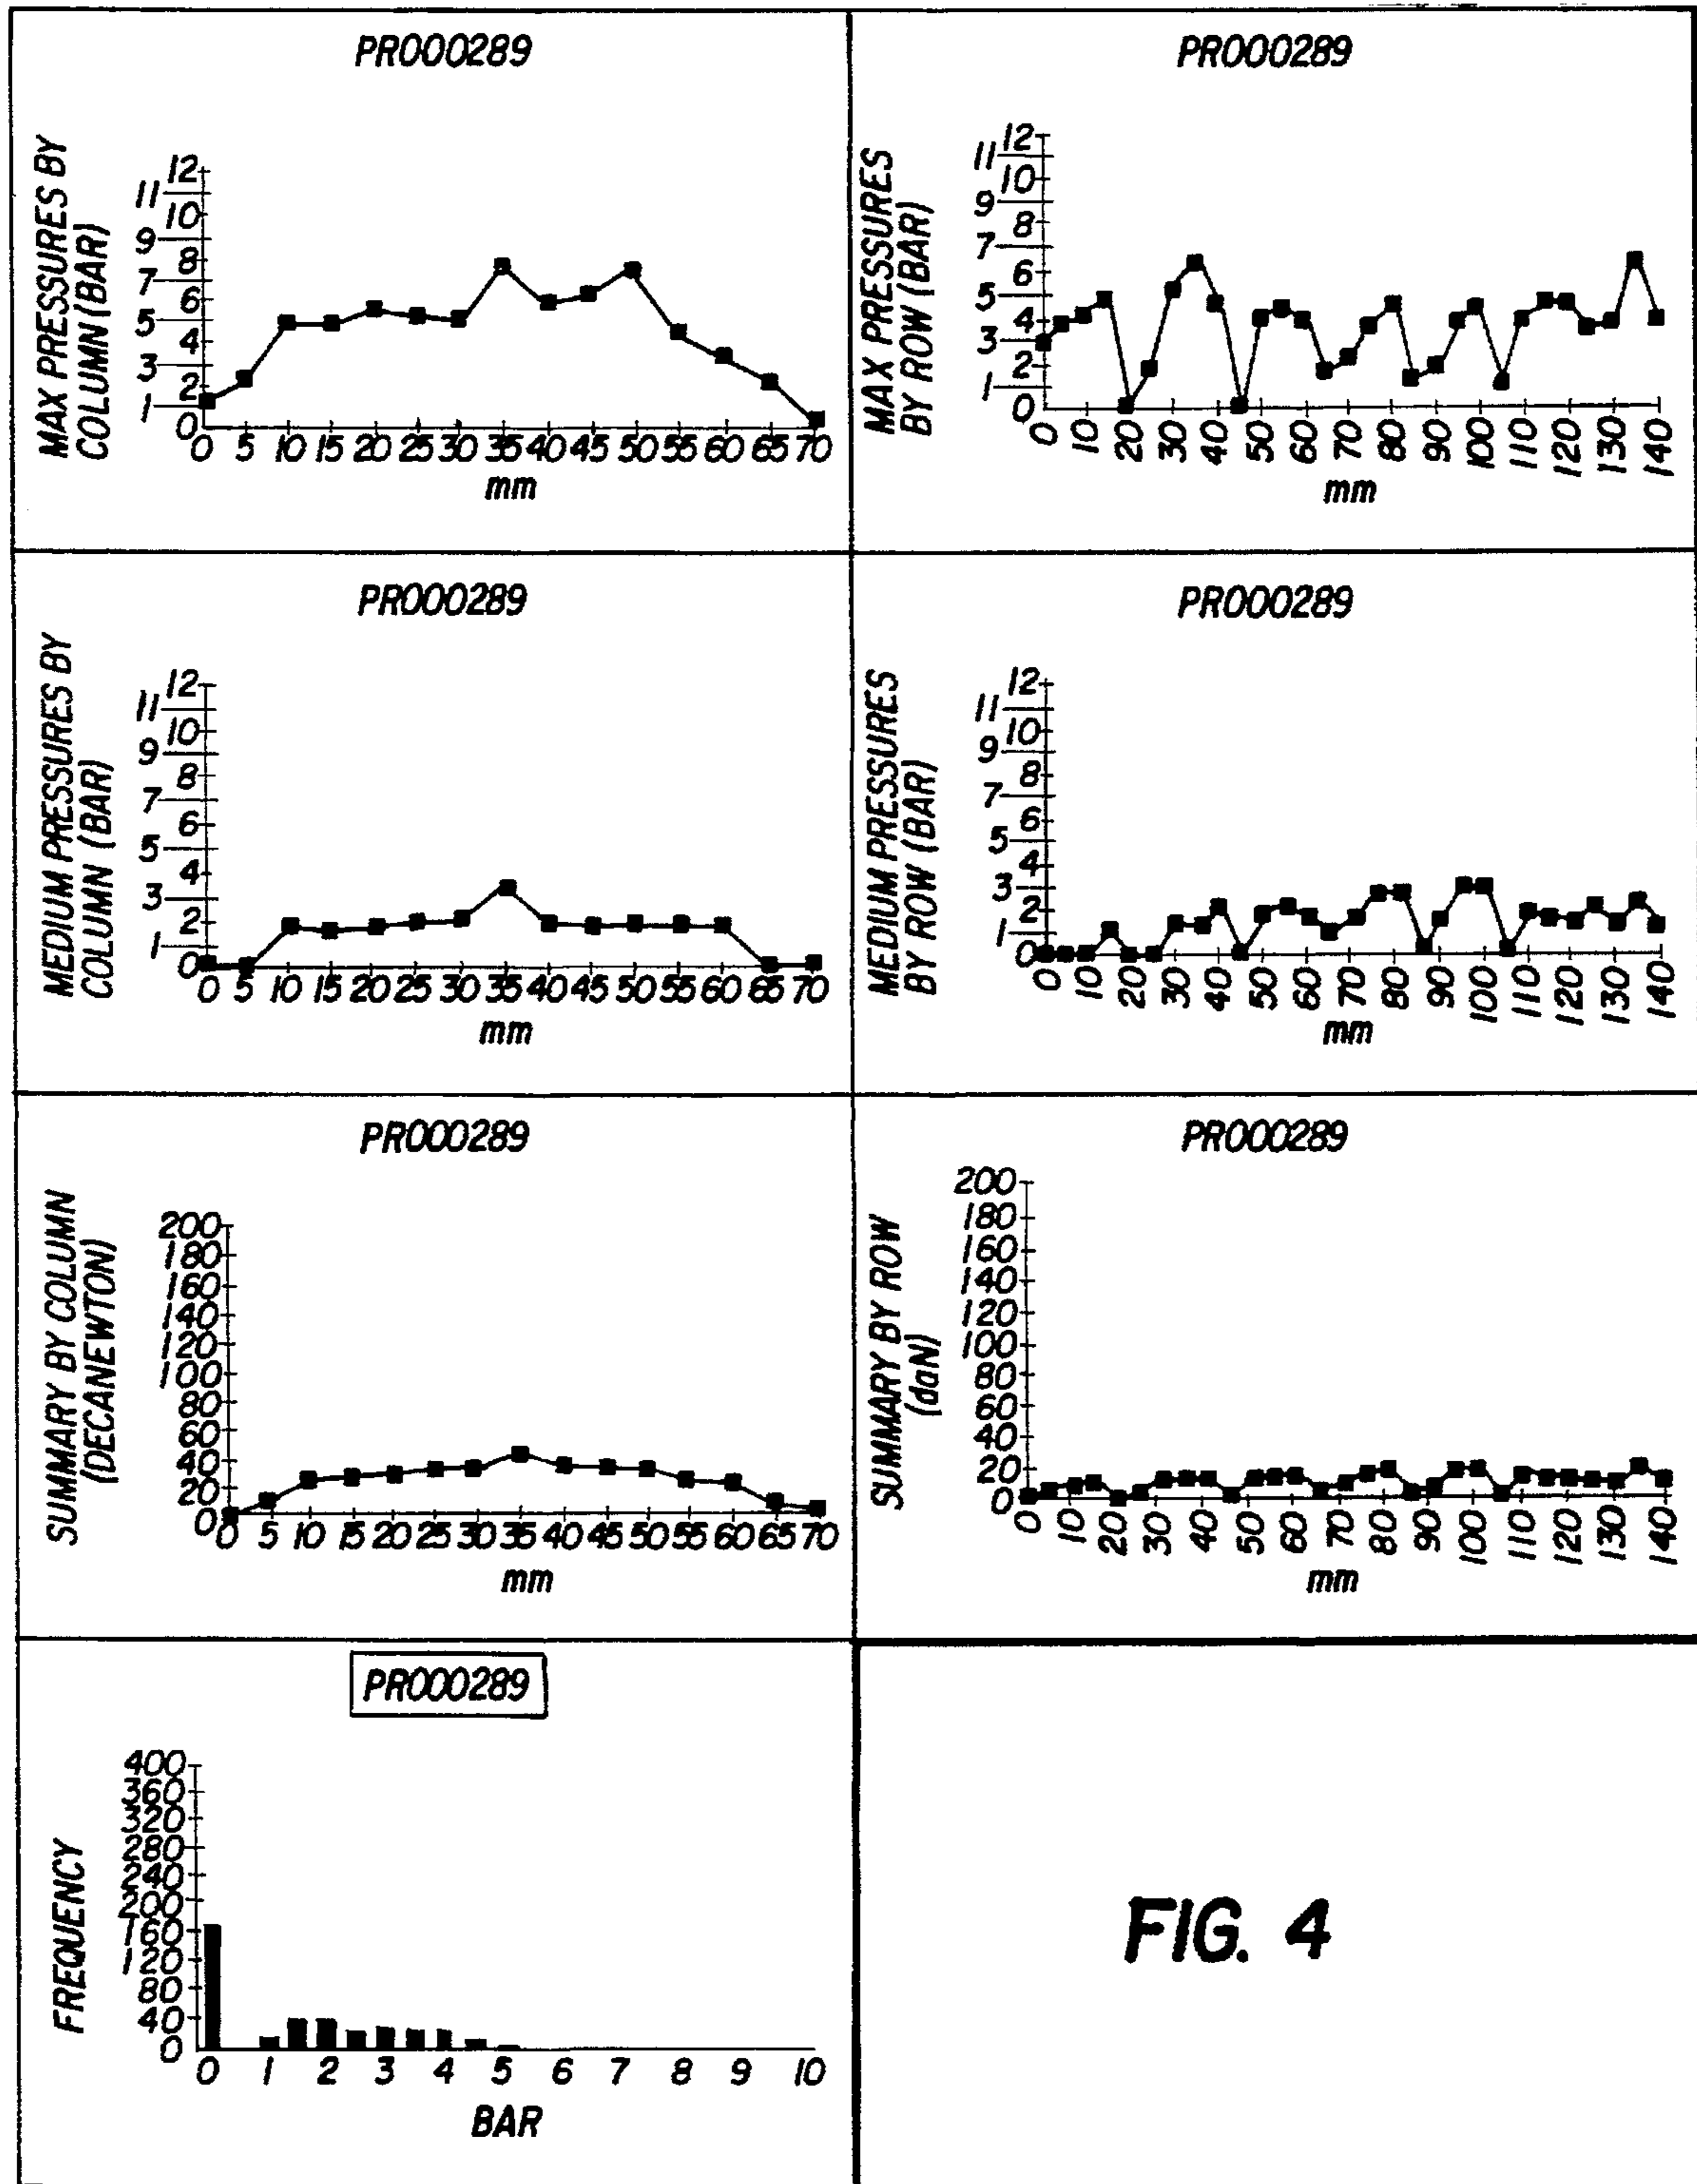 PR000289
MAX PRESSURES BY
COLUMN (BAR)
12
11
10
9
8
7
6
5
4
3
2
1
0
0 5 10 15 20 25 30 35 40 45 50 55 60 65 70
mm
PR000289
MAX PRESSURES
BY ROW (BAR)
12
11
10
9
8
7
6
5
4
3
2
1
0
0 10 20 30 40 50 60 70 80 90 100 110 120 130 140
mm
PR000289
MEDIUM PRESSURES BY
COLUMN (BAR)
12
11
10
9
8
7
6
5
4
3
2
1
0
0 5 10 15 20 25 30 35 40 45 50 55 60 65 70
mm
PR000289
MEDIUM PRESSURES
BY ROW (BAR)
12
11
10
9
8
7
6
5
4
3
2
1
0
0 10 20 30 40 50 60 70 80 90 100 110 120 130 140
mm
PR000289
SUMMARY BY COLUMN
(DECANEWTON)
200
180
160
140
120
100
80
60
40
20
0
0 5 10 15 20 25 30 35 40 45 50 55 60 65 70
mm
PR000289
SUMMARY BY ROW
(daN)
200
180
160
140
120
100
80
60
40
20
0
0 10 20 30 40 50 60 70 80 90 100 110 120 130 140
mm
PR000289
FREQUENCY
400
360
320
280
240
200
160
120
80
40
0
0 1 2 3 4 5 6 7 8 9 10
BAR
FIG. 4